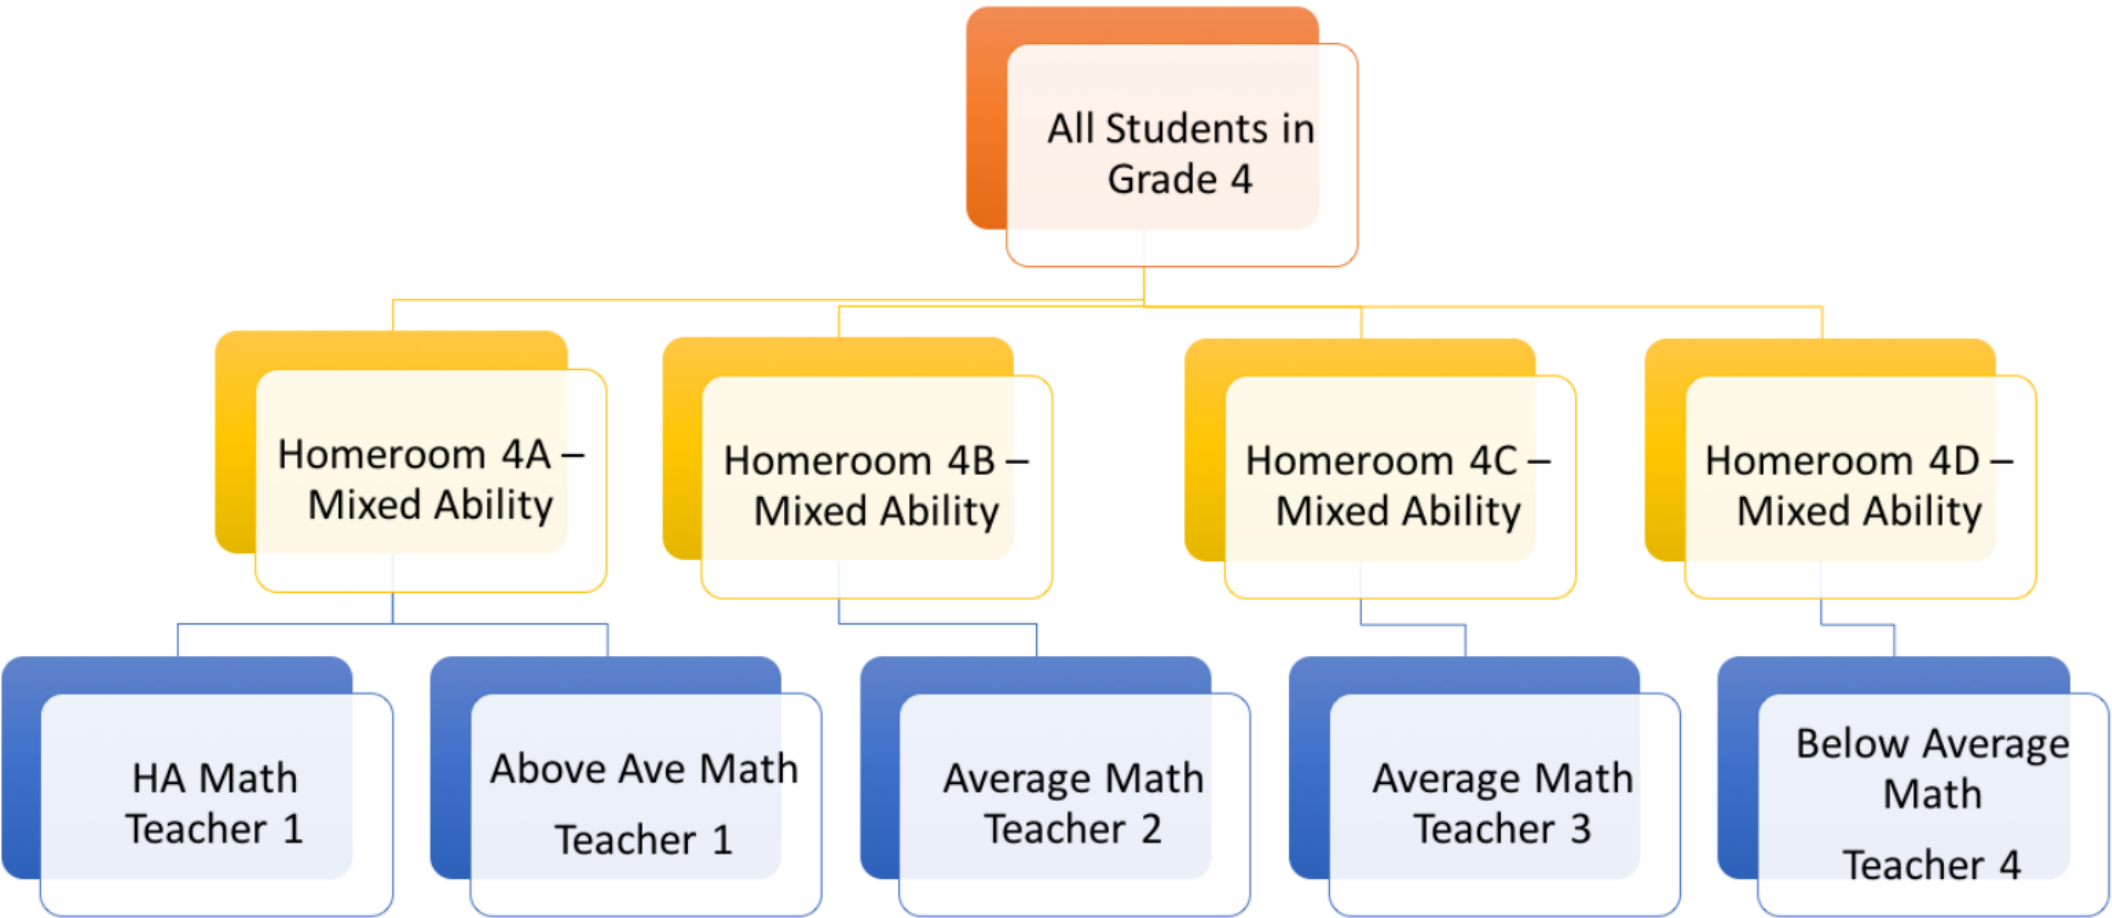 All Students in
Grade 4
Homeroom 4A –
Mixed Ability
Homeroom 4B –
Mixed Ability
Homeroom 4C –
Mixed Ability
Homeroom 4D –
Mixed Ability
HA Math
Teacher 1
Above Ave Math
Teacher 1
Average Math
Teacher 2
Average Math
Teacher 3
Below Average
Math
Teacher 4